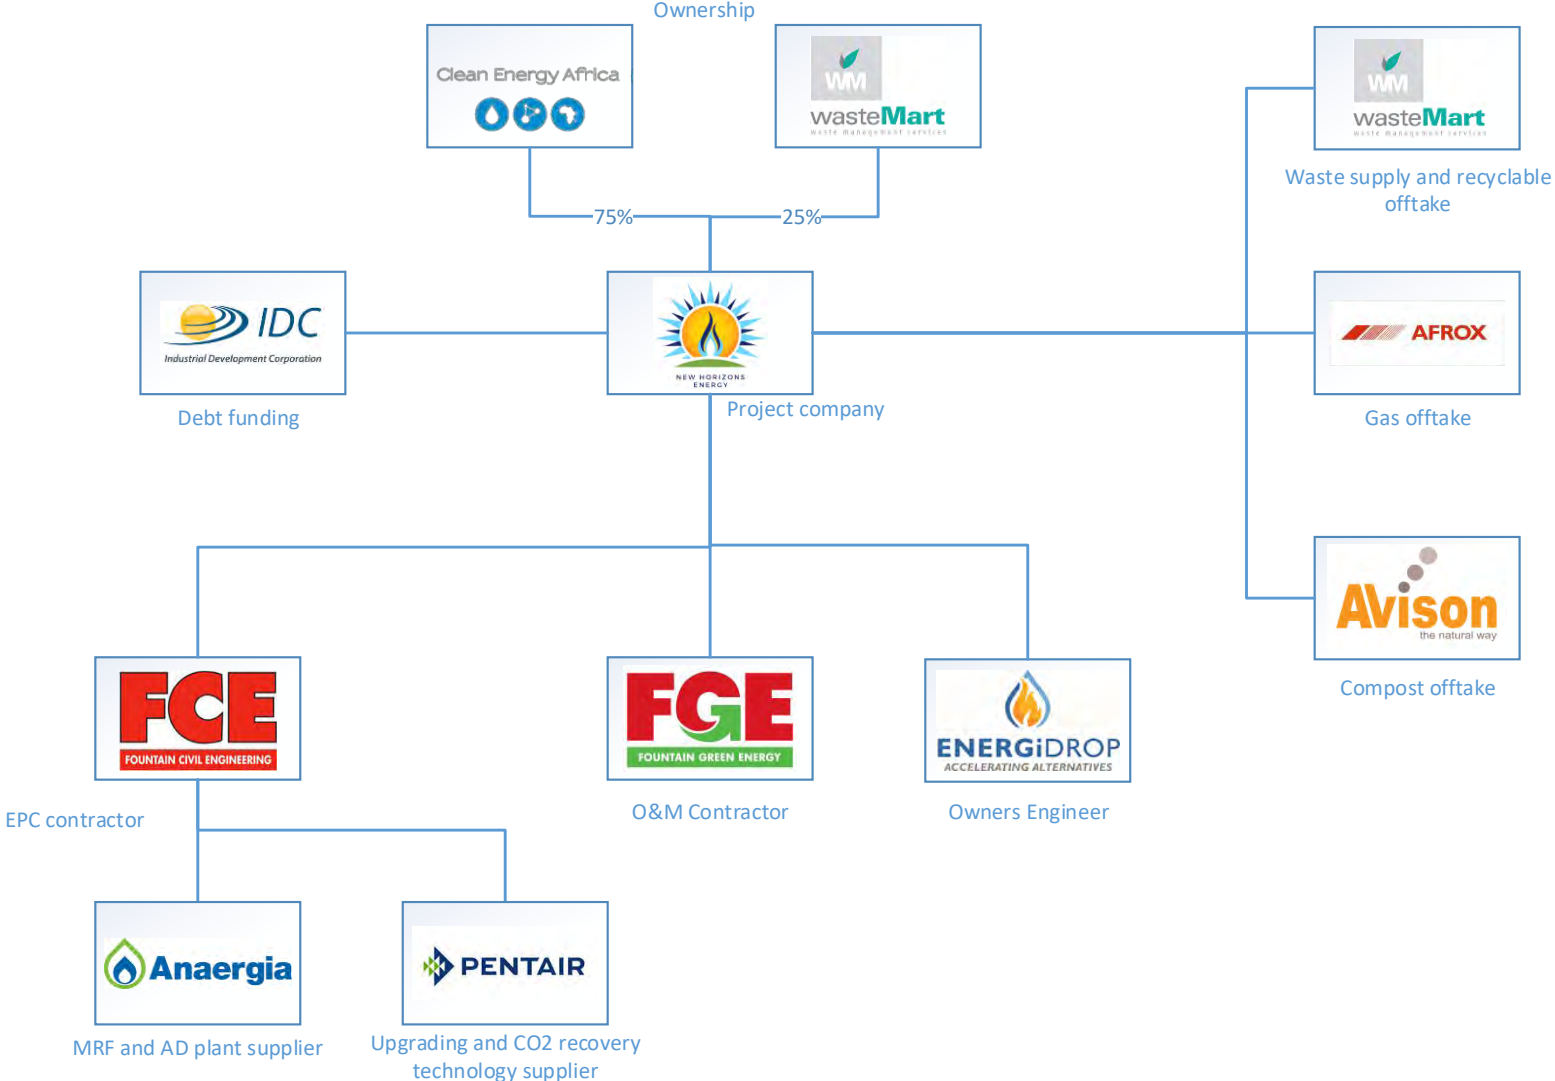 Ownership
Clean Energy Africa
WM
wasteMart
waste management services
WM
wasteMart
waste management services
Waste supply and recyclable
offtake
75%
25%
IDC
Industrial Development Corporation
Debt funding
NEW HORIZONS
ENERGY
Project company
AFROX
Gas offtake
AVison
the natural way
Compost offtake
FCE
FOUNTAIN CIVIL ENGINEERING
EPC contractor
FGE
FOUNTAIN GREEN ENERGY
O&M Contractor
ENERGiDROP
ACCELERATING ALTERNATIVES
Owners Engineer
Anaergia
MRF and AD plant supplier
PENTAIR
Upgrading and CO2 recovery
technology supplier